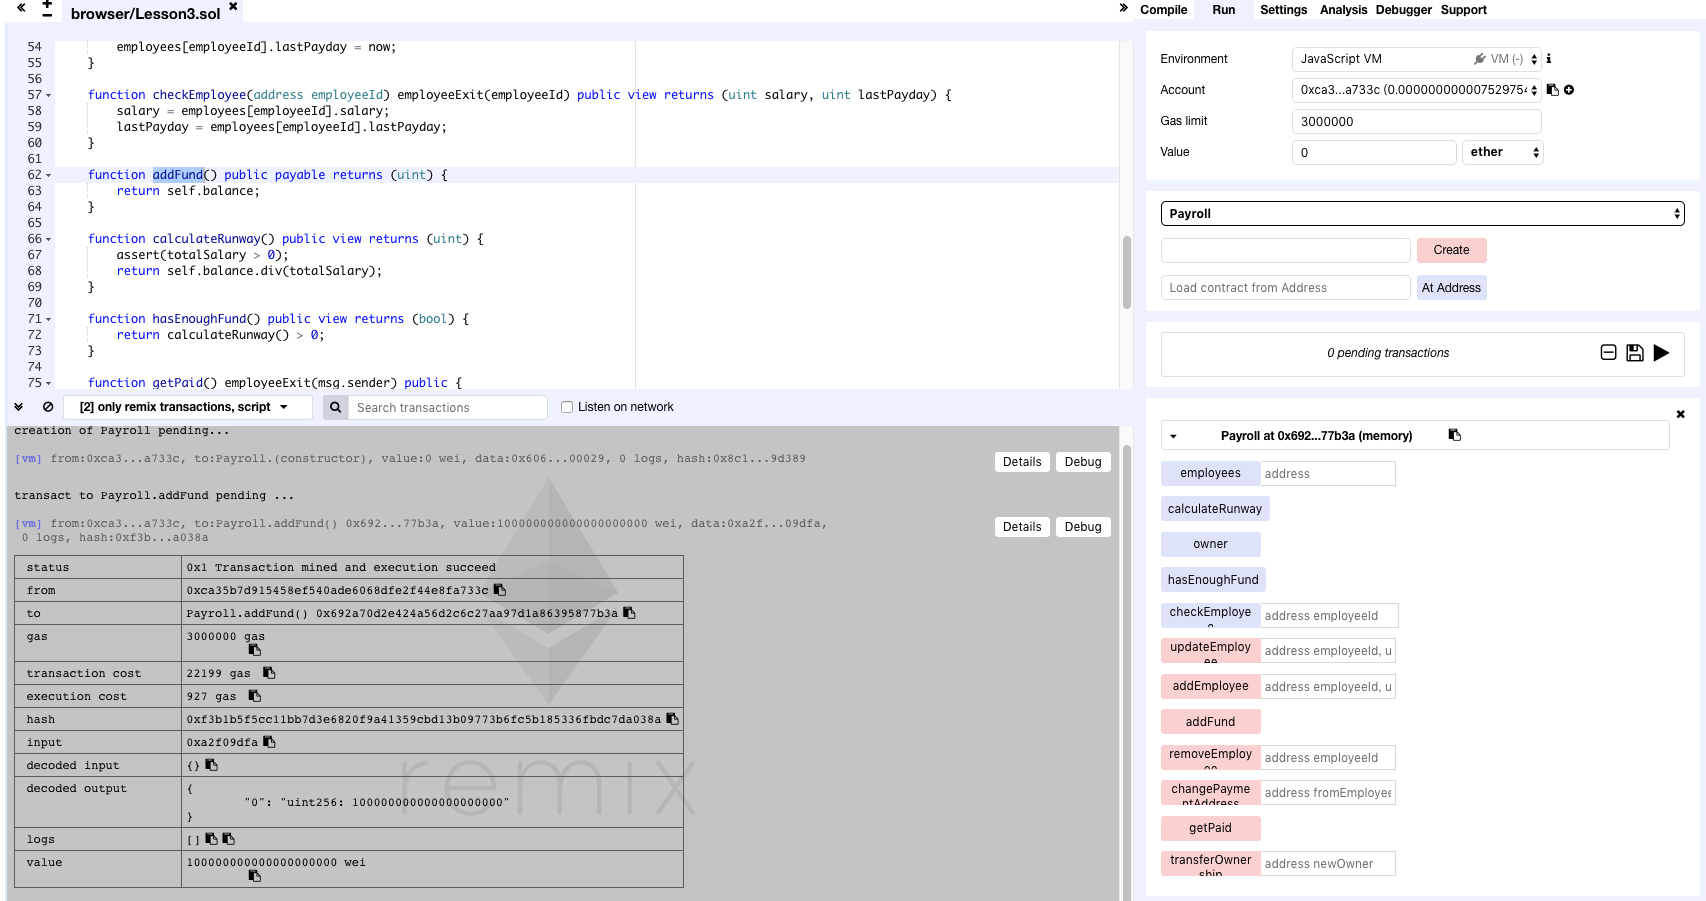 browser/Lesson3.sol
Compile Run Settings Analysis Debugger Support
54 employees[employeeId].lastPayday = now;
55 }
56
57 function checkEmployee(address employeeId) employeeExit(employeeId) public view returns (uint salary, uint lastPayday) {
58 salary = employees[employeeId].salary;
59 lastPayday = employees[employeeId].lastPayday;
60 }
61
62 function addFund() public payable returns (uint) {
63 return self.balance;
64 }
65
66 function calculateRunway() public view returns (uint) {
67 assert(totalSalary > 0);
68 return self.balance.div(totalSalary);
69 }
70
71 function hasEnoughFund() public view returns (bool) {
72 return calculateRunway() > 0;
73 }
74
75 function getPaid() employeeExit(msg.sender) public {
[2] only remix transactions, script
Search transactions
Listen on network
creation of Payroll pending...
[vm] from:0xca3...a733c, to:Payroll.(constructor), value:0 wei, data:0x606...00029, 0 logs, hash:0x8c1...9d389
Details Debug
transact to Payroll.addFund pending ...
[vm] from:0xca3...a733c, to:Payroll.addFund() 0x692...77b3a, value:100000000000000000000 wei, data:0xa2f...09dfa,
0 logs, hash:0xf3b...a038a
Details Debug
status 0x1 Transaction mined and execution succeed
from 0xca35b7d915458ef540ade6068dfe2f44e8fa733c
to Payroll.addFund() 0x692a70d2e424a56d2c6c27aa97d1a86395877b3a
gas 3000000 gas
transaction cost 22199 gas
execution cost 927 gas
hash 0xf3b1b5f5cc11bb7d3e6820f9a41359cbd13b09773b6fc5b185336fbdc7da038a
input 0xa2f09dfa
decoded input {}
decoded output {
"0": "uint256: 100000000000000000000"
}
logs []
value 100000000000000000000 wei
remix
Environment JavaScript VM VM (-)
Account 0xca3...a733c
Gas limit 3000000
Value 0 ether
Payroll
Create
Load contract from Address At Address
0 pending transactions
Payroll at 0x692...77b3a (memory)
employees address
calculateRunway
owner
hasEnoughFund
checkEmploye
address employeeId
updateEmploy
ee
address employeeId, u
addEmployee address employeeId, u
addFund
removeEmploy
address employeeId
changePayme
ntAddress
address fromEmployee
getPaid
transferOwner
ship
address newOwner